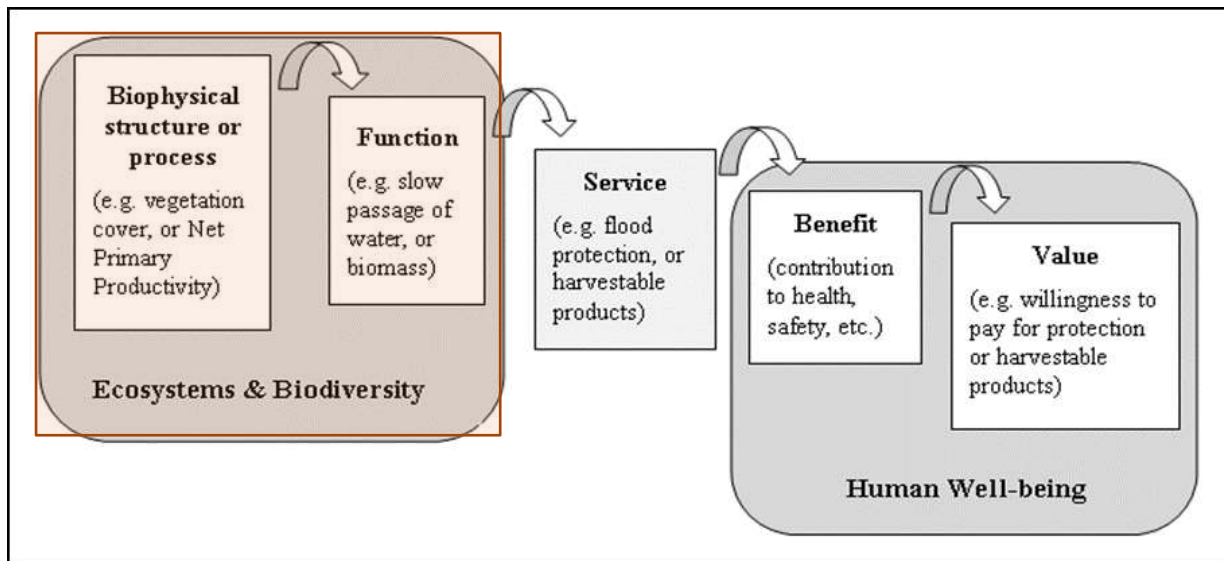 Biophysical
structure or
process
(e.g. vegetation
cover, or Net
Primary
Productivity)
Function
(e.g. slow
passage of
water, or
biomass)
Ecosystems & Biodiversity
Service
(e.g. flood
protection, or
harvestable
products)
Benefit
(contribution
to health,
safety, etc.)
Value
(e.g. willingness to
pay for protection
or harvestable
products)
Human Well-being